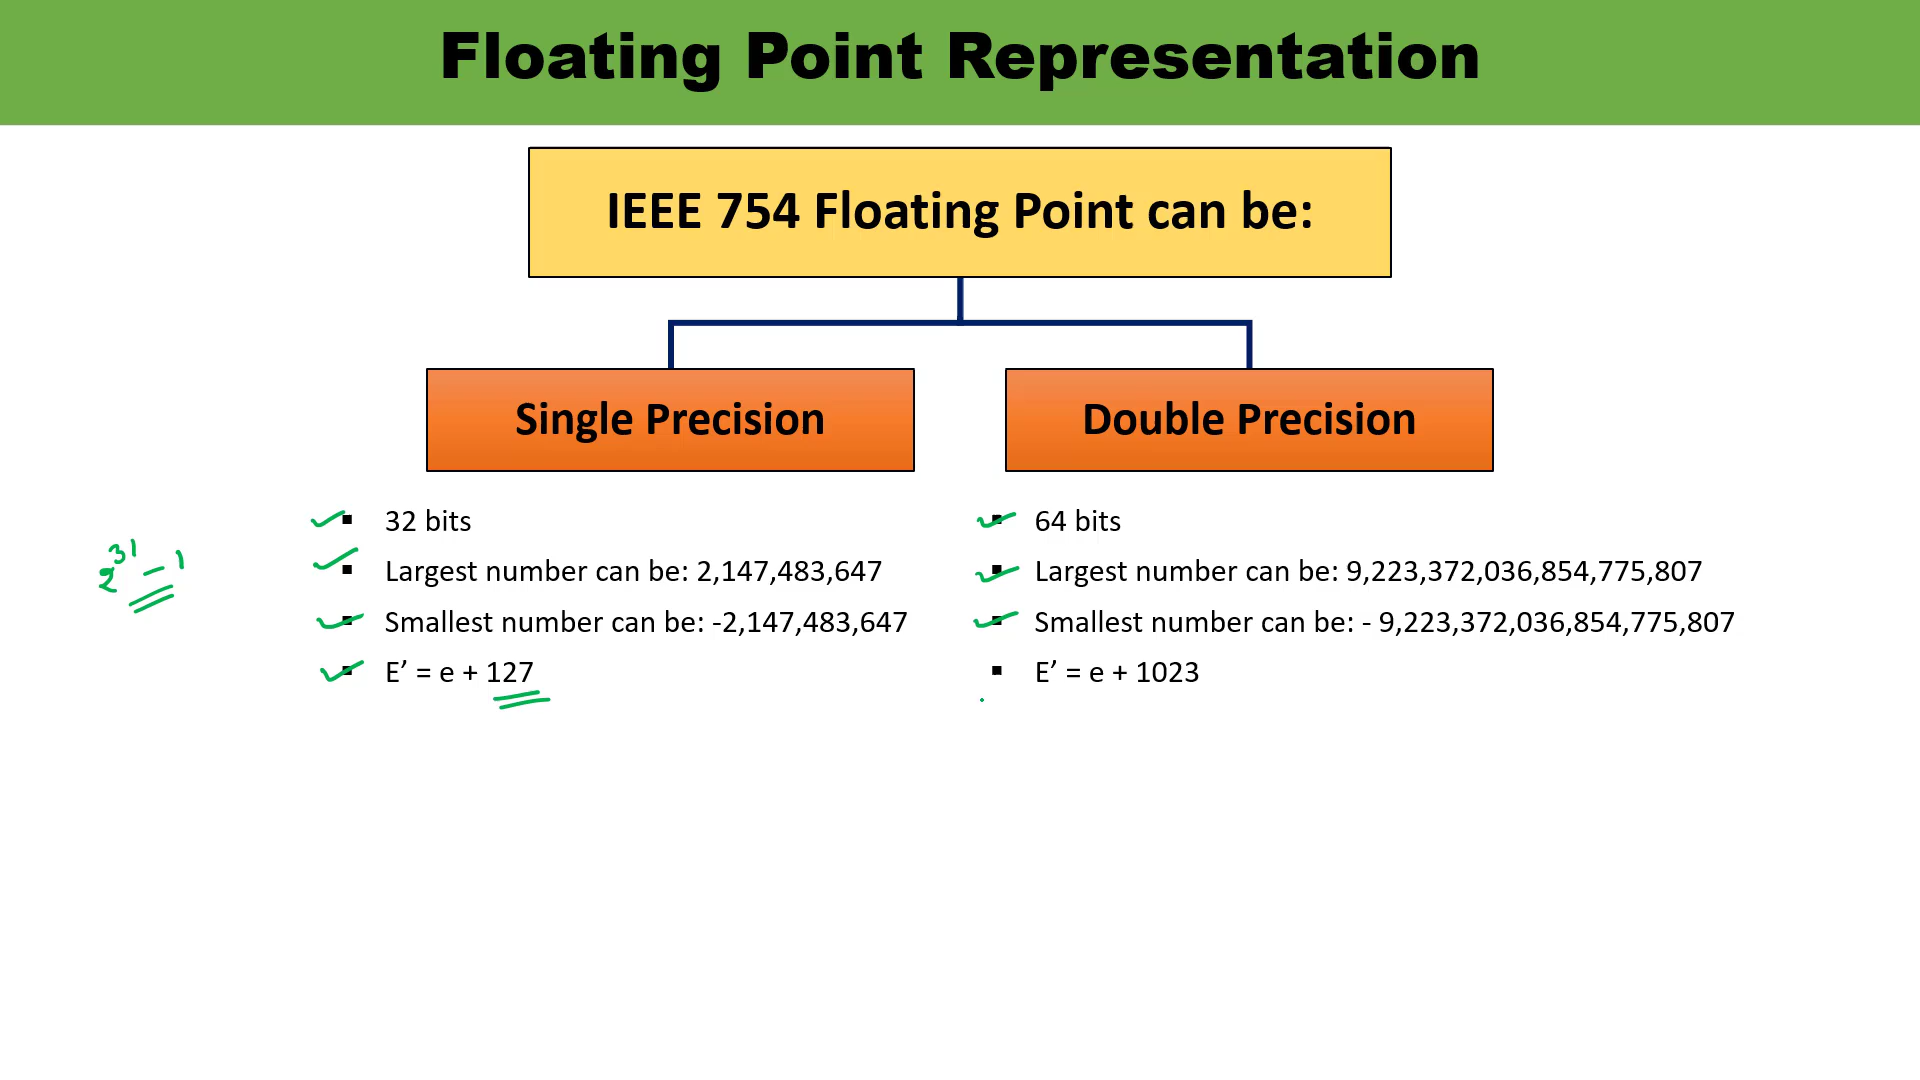 Floating Point Representation
IEEE 754 Floating Point can be:
Single Precision
▪ 32 bits
▪ Largest number can be: 2,147,483,647
▪ Smallest number can be: -2,147,483,647
▪ E’ = e + 127
2^31 – 1
Double Precision
▪ 64 bits
▪ Largest number can be: 9,223,372,036,854,775,807
▪ Smallest number can be: - 9,223,372,036,854,775,807
▪ E’ = e + 1023